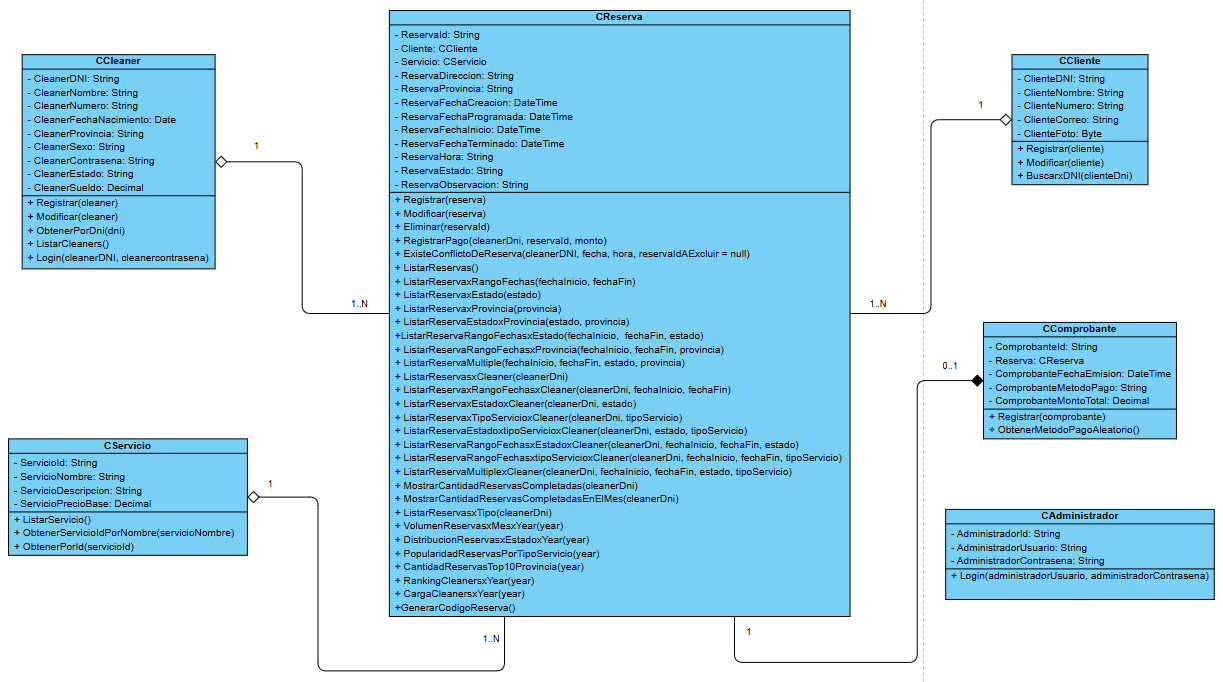 CReserva
- ReservaId: String
- Cliente: CCliente
- Servicio: CServicio
- ReservaDireccion: String
- ReservaProvincia: String
- ReservaFechaCreacion: DateTime
- ReservaFechaProgramada: DateTime
- ReservaFechaInicio: DateTime
- ReservaFechaTerminado: DateTime
- ReservaHora: String
- ReservaEstado: String
- ReservaObservacion: String
+ Registrar(reserva)
+ Modificar(reserva)
+ Eliminar(reservaId)
+ RegistrarPago(cleanerDni, reservaId, monto)
+ ExisteConflictoDeReserva(cleanerDNI, fecha, hora, reservaIdAExcluir = null)
+ ListarReservas()
+ ListarReservaxRangoFechas(fechaInicio, fechaFin)
+ ListarReservaxEstado(estado)
+ ListarReservaxProvincia(provincia)
+ ListarReservaEstadoxProvincia(estado, provincia)
+ListarReservaRangoFechasxEstado(fechaInicio, fechaFin, estado)
+ ListarReservaRangoFechasxProvincia(fechaInicio, fechaFin, provincia)
+ ListarReservaMultiple(fechaInicio, fechaFin, estado, provincia)
+ ListarReservasxCleaner(cleanerDni)
+ ListarReservaxRangoFechasxCleaner(cleanerDni, fechaInicio, fechaFin)
+ ListarReservaxEstadoxCleaner(cleanerDni, estado)
+ ListarReservaxTipoServicioxCleaner(cleanerDni, tipoServicio)
+ ListarReservaEstadoxtipoServicioxCleaner(cleanerDni, estado, tipoServicio)
+ ListarReservaRangoFechasxEstadoxCleaner(cleanerDni, fechaInicio, fechaFin, estado)
+ ListarReservaRangoFechasxtipoServicioxCleaner(cleanerDni, fechaInicio, fechaFin, tipoServicio)
+ ListarReservaMultiplexCleaner(cleanerDni, fechaInicio, fechaFin, estado, tipoServicio)
+ MostrarCantidadReservasCompletadas(cleanerDni)
+ MostrarCantidadReservasCompletadasEnElMes(cleanerDni)
+ ListarReservasxTipo(cleanerDni)
+ VolumenReservasxMesxYear(year)
+ DistribucionReservasxEstadoxYear(year)
+ PopularidadReservasPorTipoServicio(year)
+ CantidadReservasTop10Provincia(year)
+ RankingCleanersxYear(year)
+ CargaCleanersxYear(year)
+GenerarCodigoReserva()
CCleaner
- CleanerDNI: String
- CleanerNombre: String
- CleanerNumero: String
- CleanerFechaNacimiento: Date
- CleanerProvincia: String
- CleanerSexo: String
- CleanerContrasena: String
- CleanerEstado: String
- CleanerSueldo: Decimal
+ Registrar(cleaner)
+ Modificar(cleaner)
+ ObtenerPorDni(dni)
+ ListarCleaners()
+ Login(cleanerDNI, cleanercontrasena)
1
1..N
CCliente
- ClienteDNI: String
- ClienteNombre: String
- ClienteNumero: String
- ClienteCorreo: String
- ClienteFoto: Byte
+ Registrar(cliente)
+ Modificar(cliente)
+ BuscarxDNI(clienteDni)
1
1..N
CComprobante
- ComprobanteId: String
- Reserva: CReserva
- ComprobanteFechaEmision: DateTime
- ComprobanteMetodoPago: String
- ComprobanteMontoTotal: Decimal
+ Registrar(comprobante)
+ ObtenerMetodoPagoAleatorio()
0..1
1
CServicio
- ServicioId: String
- ServicioNombre: String
- ServicioDescripcion: String
- ServicioPrecioBase: Decimal
+ ListarServicio()
+ ObtenerServicioIdPorNombre(servicioNombre)
+ ObtenerPorId(servicioId)
1
1..N
CAdministrador
- AdministradorId: String
- AdministradorUsuario: String
- AdministradorContrasena: String
+ Login(administradorUsuario, administradorContrasena)